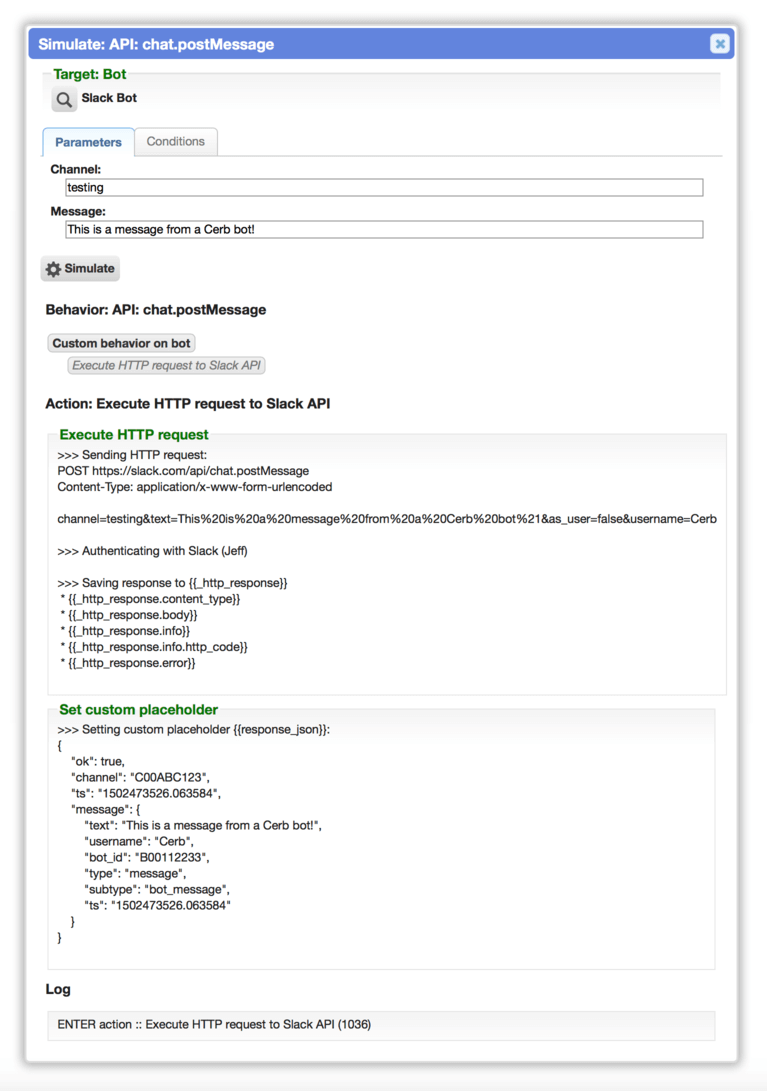 Simulate: API: chat.postMessage
Target: Bot
Slack Bot
Parameters Conditions
Channel:
testing
Message:
This is a message from a Cerb bot!
Simulate
Behavior: API: chat.postMessage
Custom behavior on bot
Execute HTTP request to Slack API
Action: Execute HTTP request to Slack API
Execute HTTP request
>>> Sending HTTP request:
POST https://slack.com/api/chat.postMessage
Content-Type: application/x-www-form-urlencoded
channel=testing&text=This%20is%20a%20message%20from%20a%20Cerb%20bot%21&as_user=false&username=Cerb
>>> Authenticating with Slack (Jeff)
>>> Saving response to {{_http_response}}
* {{_http_response.content_type}}
* {{_http_response.body}}
* {{_http_response.info}}
* {{_http_response.info.http_code}}
* {{_http_response.error}}
Set custom placeholder
>>> Setting custom placeholder {{response_json}}:
{
"ok": true,
"channel": "C00ABC123",
"ts": "1502473526.063584",
"message": {
"text": "This is a message from a Cerb bot!",
"username": "Cerb",
"bot_id": "B00112233",
"type": "message",
"subtype": "bot_message",
"ts": "1502473526.063584"
}
}
Log
ENTER action :: Execute HTTP request to Slack API (1036)